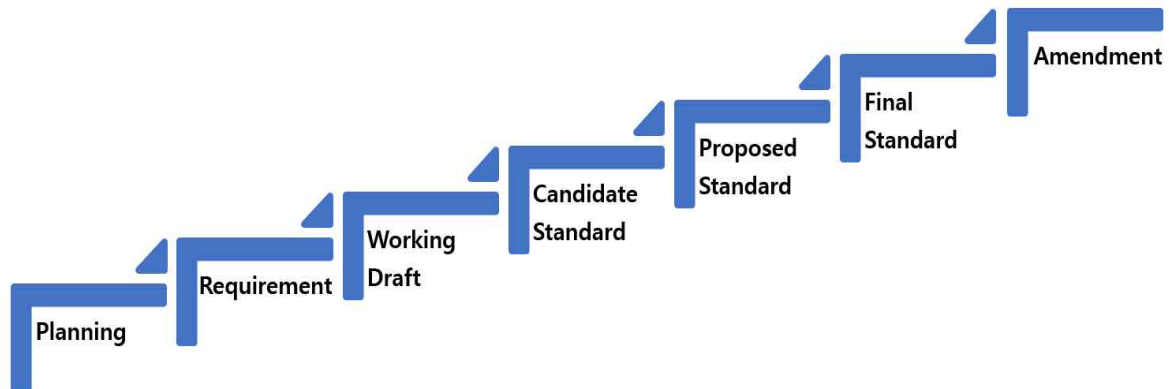 Planning
Requirement
Working
Draft
Candidate
Standard
Proposed
Standard
Final
Standard
Amendment